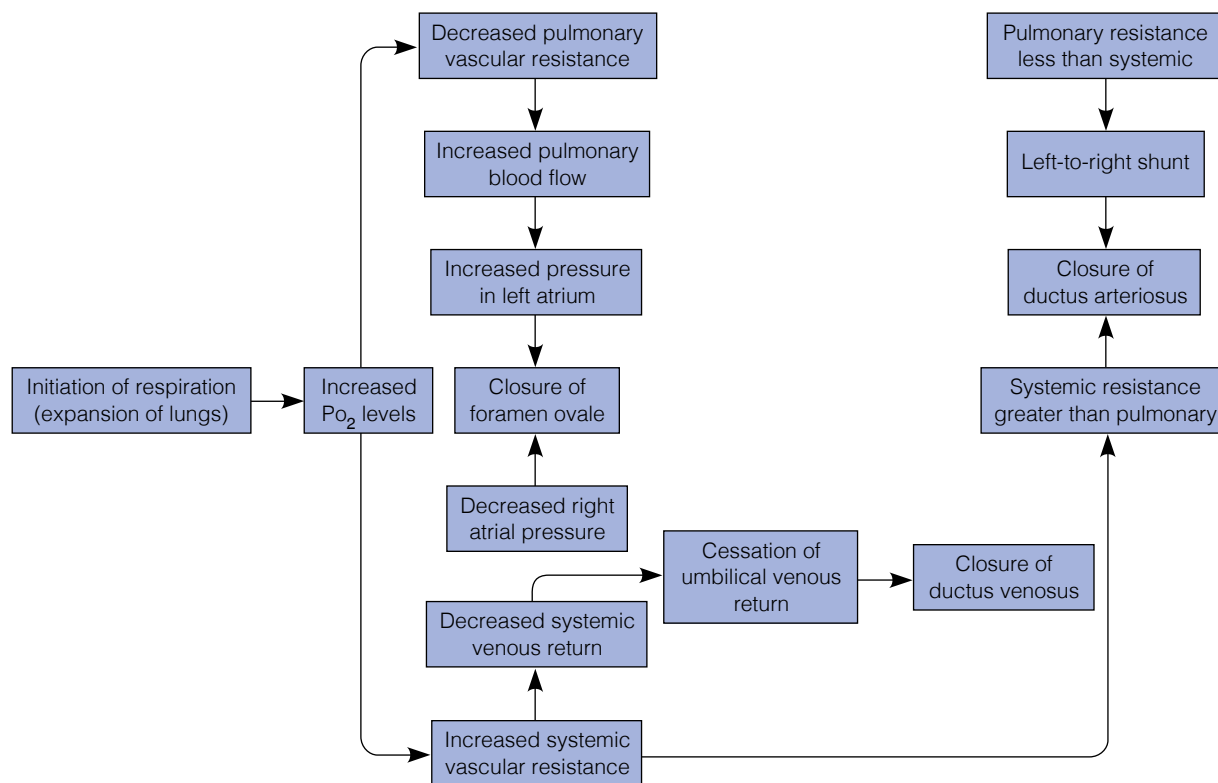 Decreased pulmonary
vascular resistance
Increased pulmonary
blood flow
Increased pressure
in left atrium
Initiation of respiration
(expansion of lungs)
Increased
Po₂ levels
Closure of
foramen ovale
Decreased right
atrial pressure
Cessation of
umbilical venous
return
Closure of
ductus venosus
Decreased systemic
venous return
Increased systemic
vascular resistance
Pulmonary resistance
less than systemic
Left-to-right shunt
Closure of
ductus arteriosus
Systemic resistance
greater than pulmonary